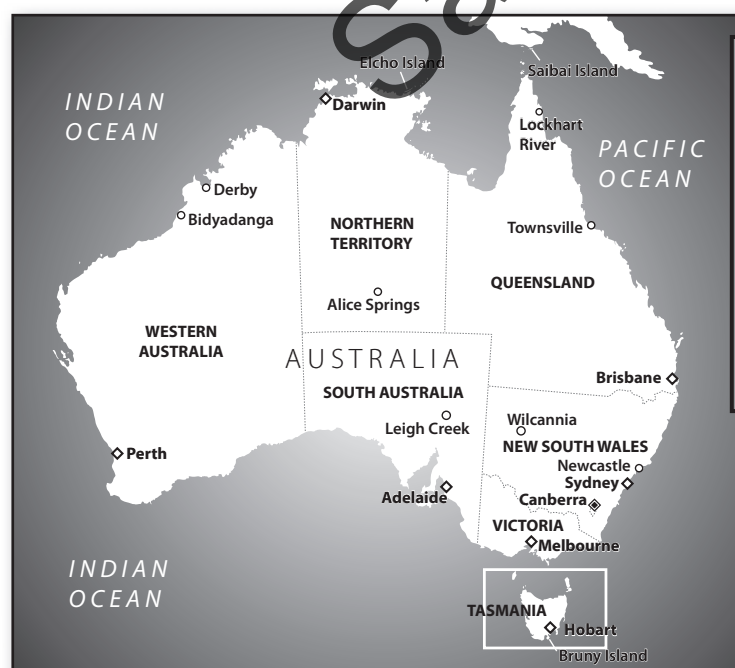 Elcho Island
Saibai Island
INDIAN
OCEAN
Darwin
Lockhart
River
PACIFIC
OCEAN
Derby
Bidyadanga
NORTHERN
TERRITORY
Townsville
QUEENSLAND
Alice Springs
WESTERN
AUSTRALIA
AUSTRALIA
SOUTH AUSTRALIA
Brisbane
Leigh Creek
Wilcannia
NEW SOUTH WALES
Perth
Newcastle
Sydney
Adelaide
Canberra
VICTORIA
Melbourne
INDIAN
OCEAN
TASMANIA
Hobart
Bruny Island